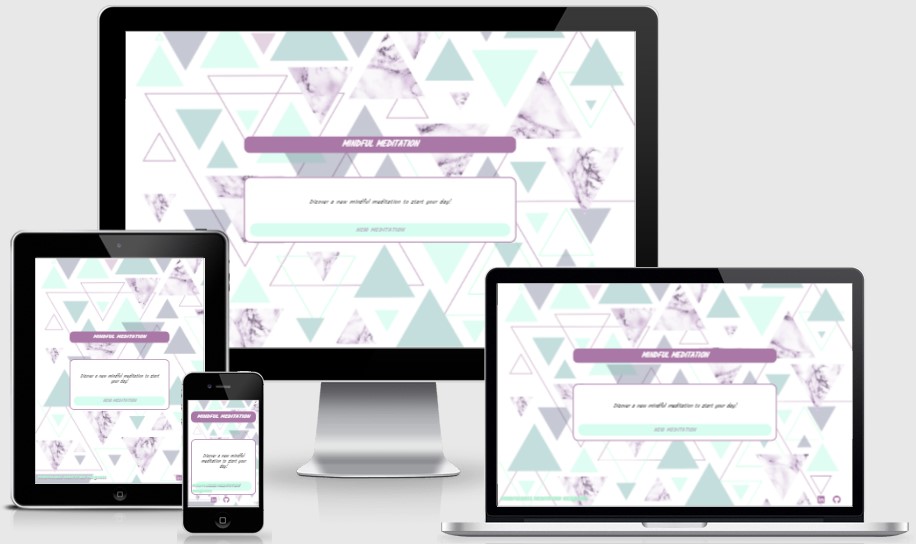 MINDFUL MEDITATION
Discover a new mindful meditation to start your day!
NEW MEDITATION
MINDFUL MEDITATION
Discover a new mindful meditation to start
your day!
NEW MEDITATION
MINDFUL MEDITATION
Discover a new
mindful meditation
to start your
day!
MINDFUL MEDITATION
Discover a new mindful meditation to start your day!
NEW MEDITATION
in